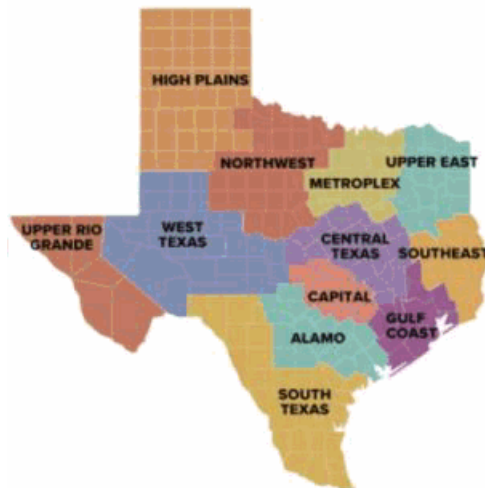 HIGH PLAINS
NORTHWEST
UPPER EAST
METROPLEX
UPPER RIO
GRANDE
WEST
TEXAS
CENTRAL
TEXAS
SOUTHEAST
CAPITAL
GULF
COAST
ALAMO
SOUTH
TEXAS